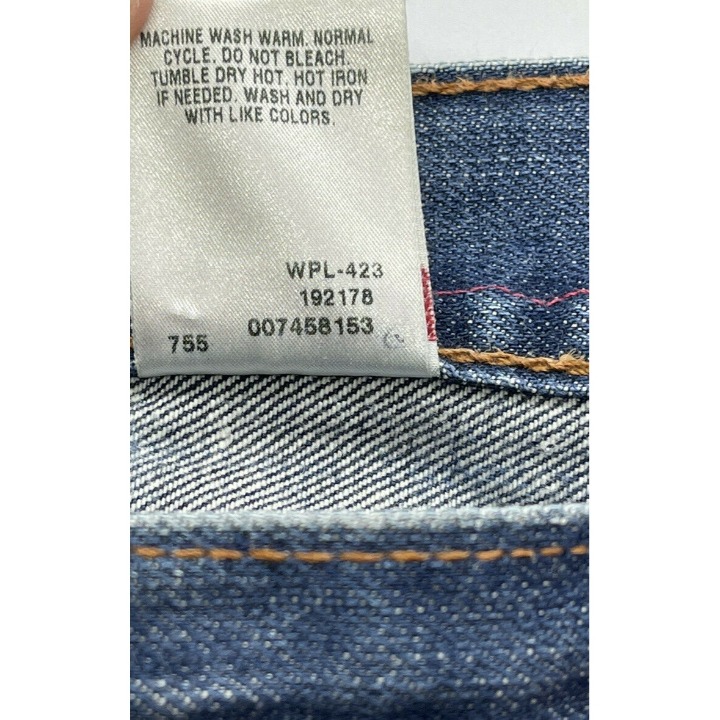 MACHINE WASH WARM. NORMAL
CYCLE. DO NOT BLEACH.
TUMBLE DRY HOT. HOT IRON
IF NEEDED. WASH AND DRY
WITH LIKE COLORS.
WPL-423
192178
007458153
755